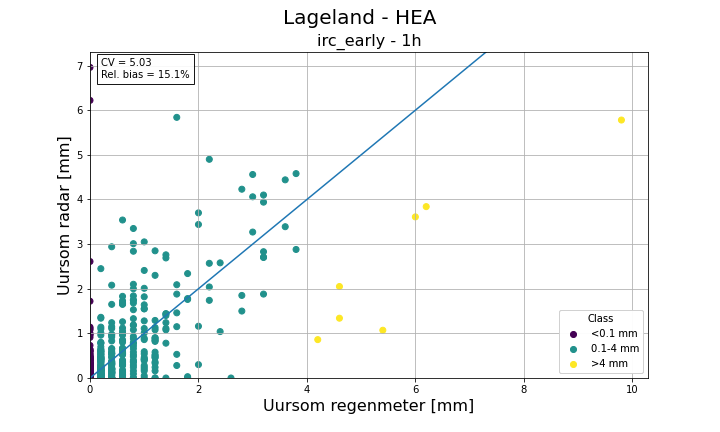 Lageland - HEA
irc_early - 1h
CV = 5.03
Rel. bias = 15.1%
Uursom radar [mm]
7
6
5
4
3
2
1
0
0 2 4 6 8 10
Uursom regenmeter [mm]
Class
<0.1 mm
0.1-4 mm
>4 mm